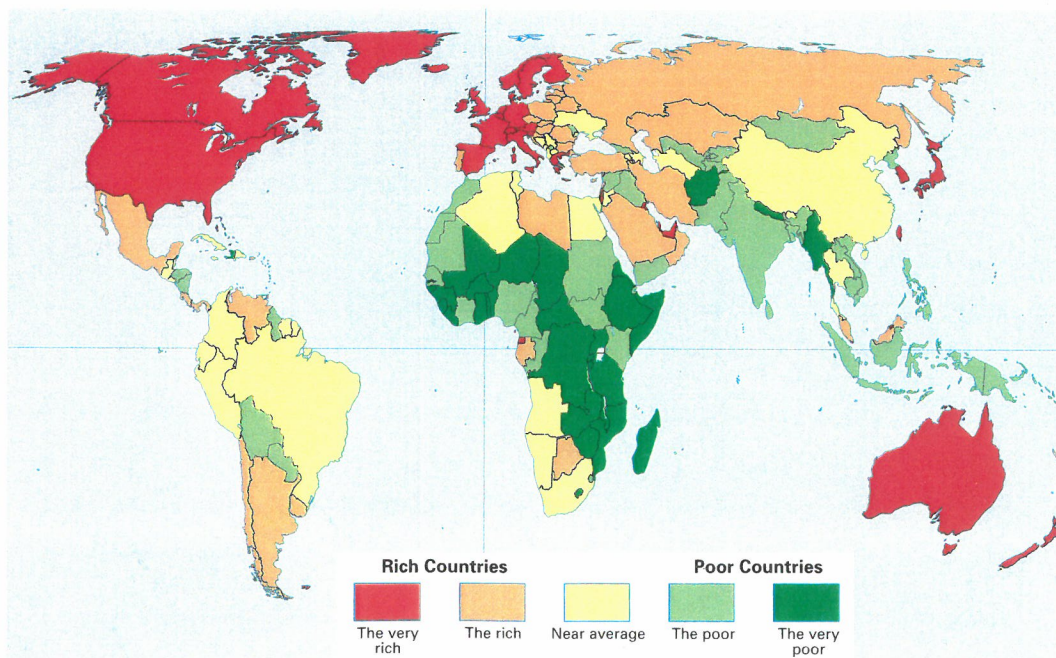 Rich Countries
Poor Countries
The very
rich
The rich
Near average
The poor
The very
poor